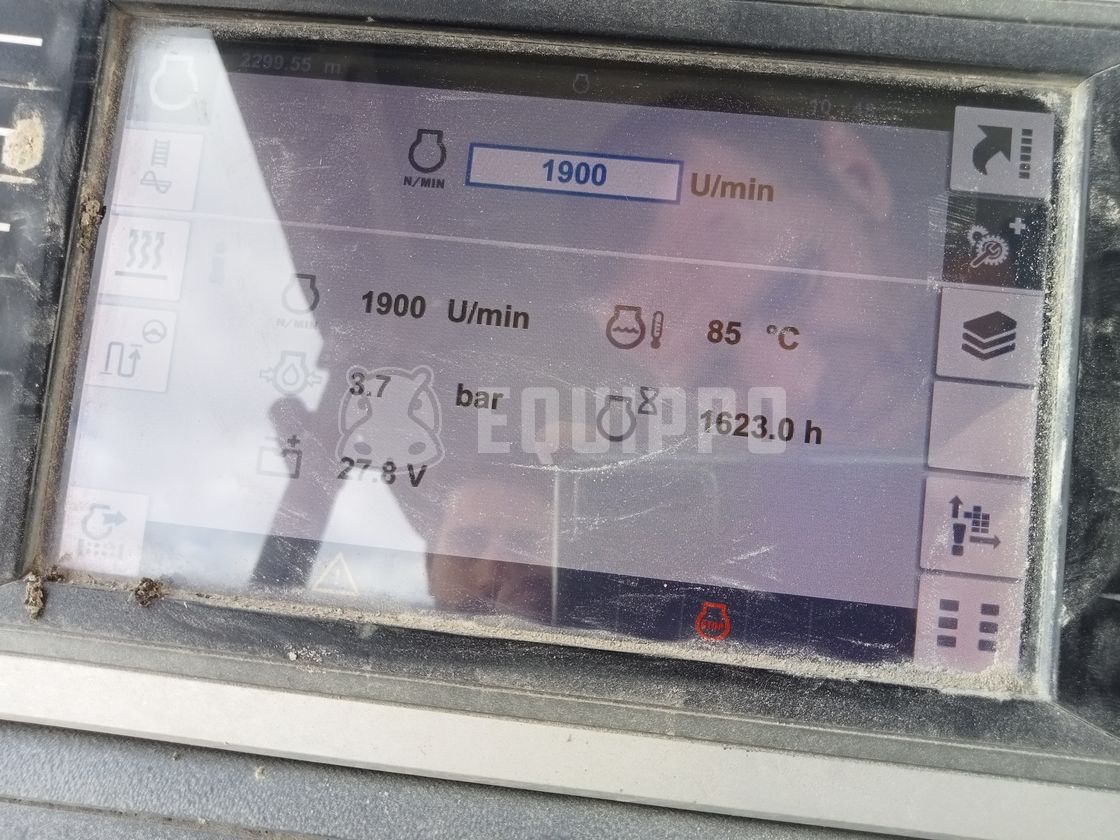 2299.55 m
N/MIN 1900 U/min
N/MIN 1900 U/min
85 °C
3.7 bar
EQUIPPO
1623.0 h
27.8 V
STOP